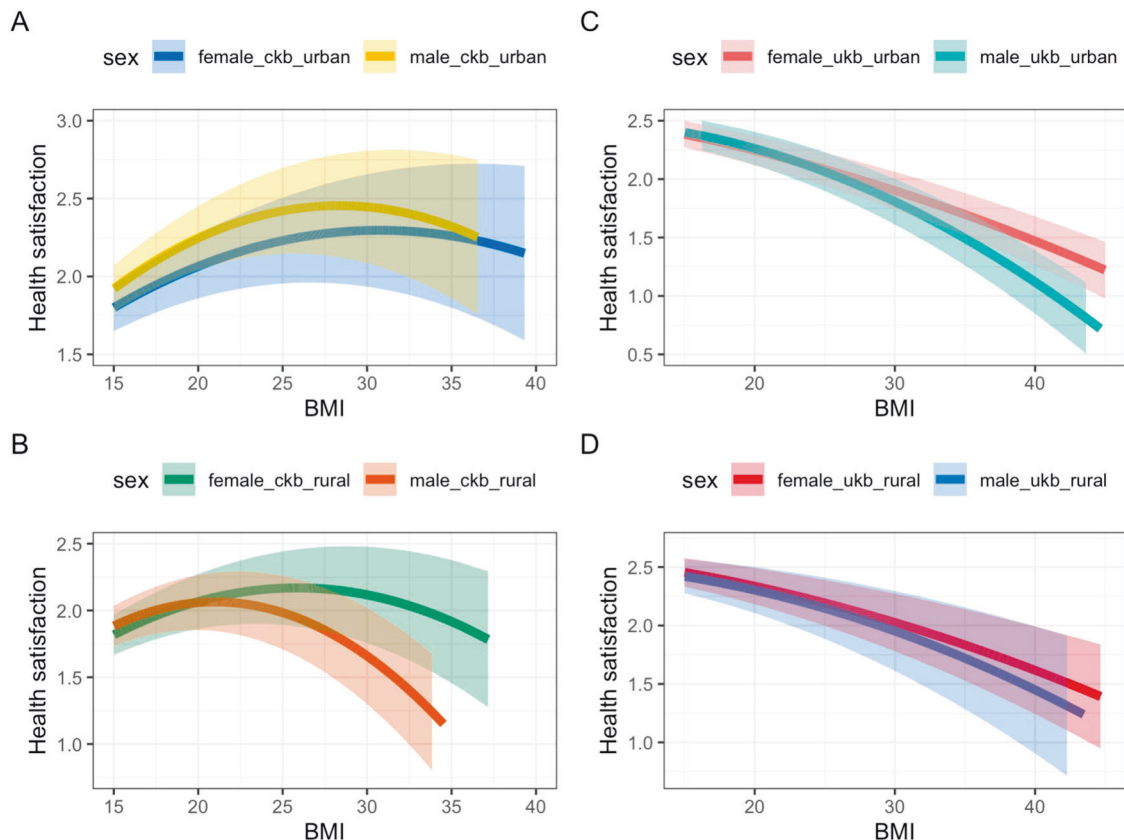 A
sex female_ckb_urban male_ckb_urban
3.0
2.5
2.0
1.5
Health satisfaction
15 20 25 30 35 40
BMI
B
sex female_ckb_rural male_ckb_rural
2.5
2.0
1.5
1.0
Health satisfaction
15 20 25 30 35 40
BMI
C
sex female_ukb_urban male_ukb_urban
2.5
2.0
1.5
1.0
0.5
Health satisfaction
20 30 40
BMI
D
sex female_ukb_rural male_ukb_rural
2.5
2.0
1.5
1.0
Health satisfaction
20 30 40
BMI